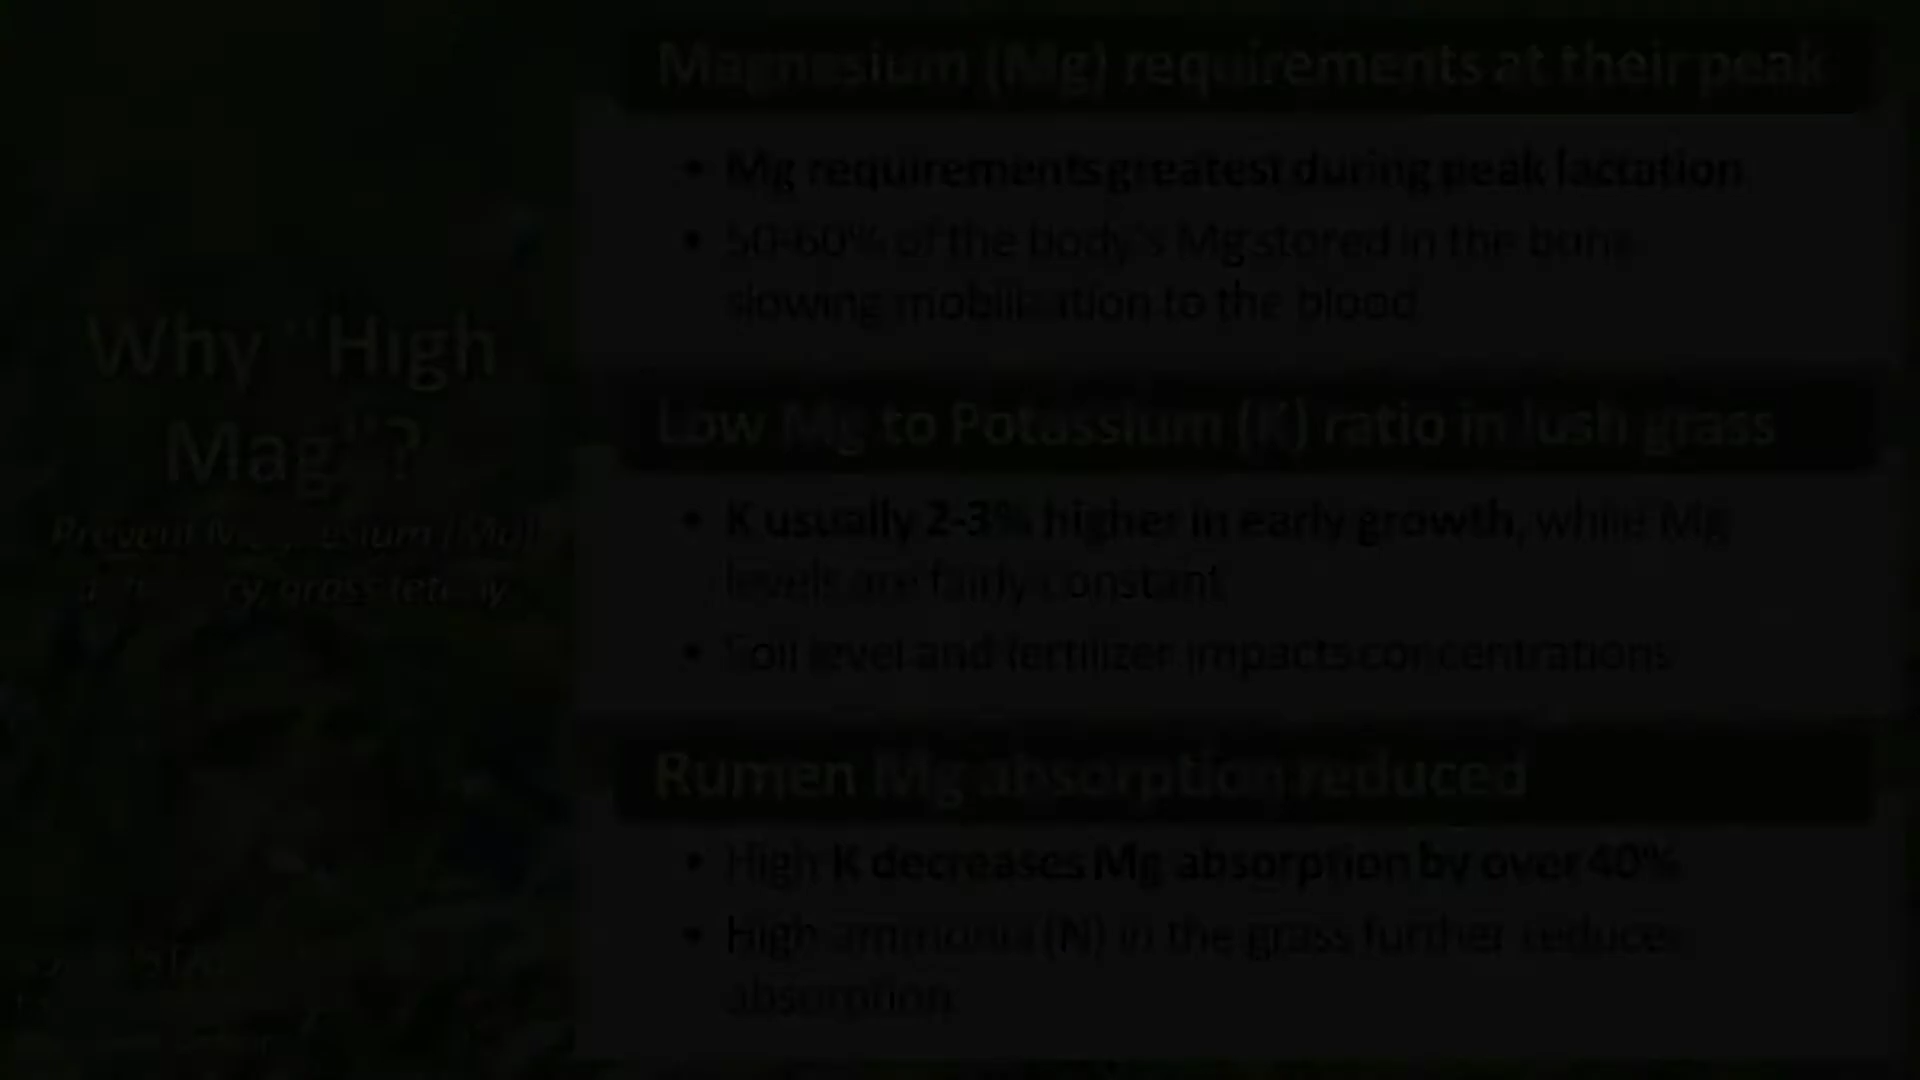 Why "High
Mag"?
Prevent
Magnesium (Mg) requirements at their peak
• Mg requirements greatest during peak lactation
• 50-60% of the body's Mg stored in the bone
slowing mobilisation to the blood
Low Mg to Potassium (K) ratio in lush grass
• K usually 2-3% higher in early growth, while Mg
levels are fairly constant
• Soil level and fertilizer impacts concentrations
Rumen Mg absorption reduced
• High K decreases Mg absorption by over 40%
• High ammonia (N) in the grass further reduces
absorption